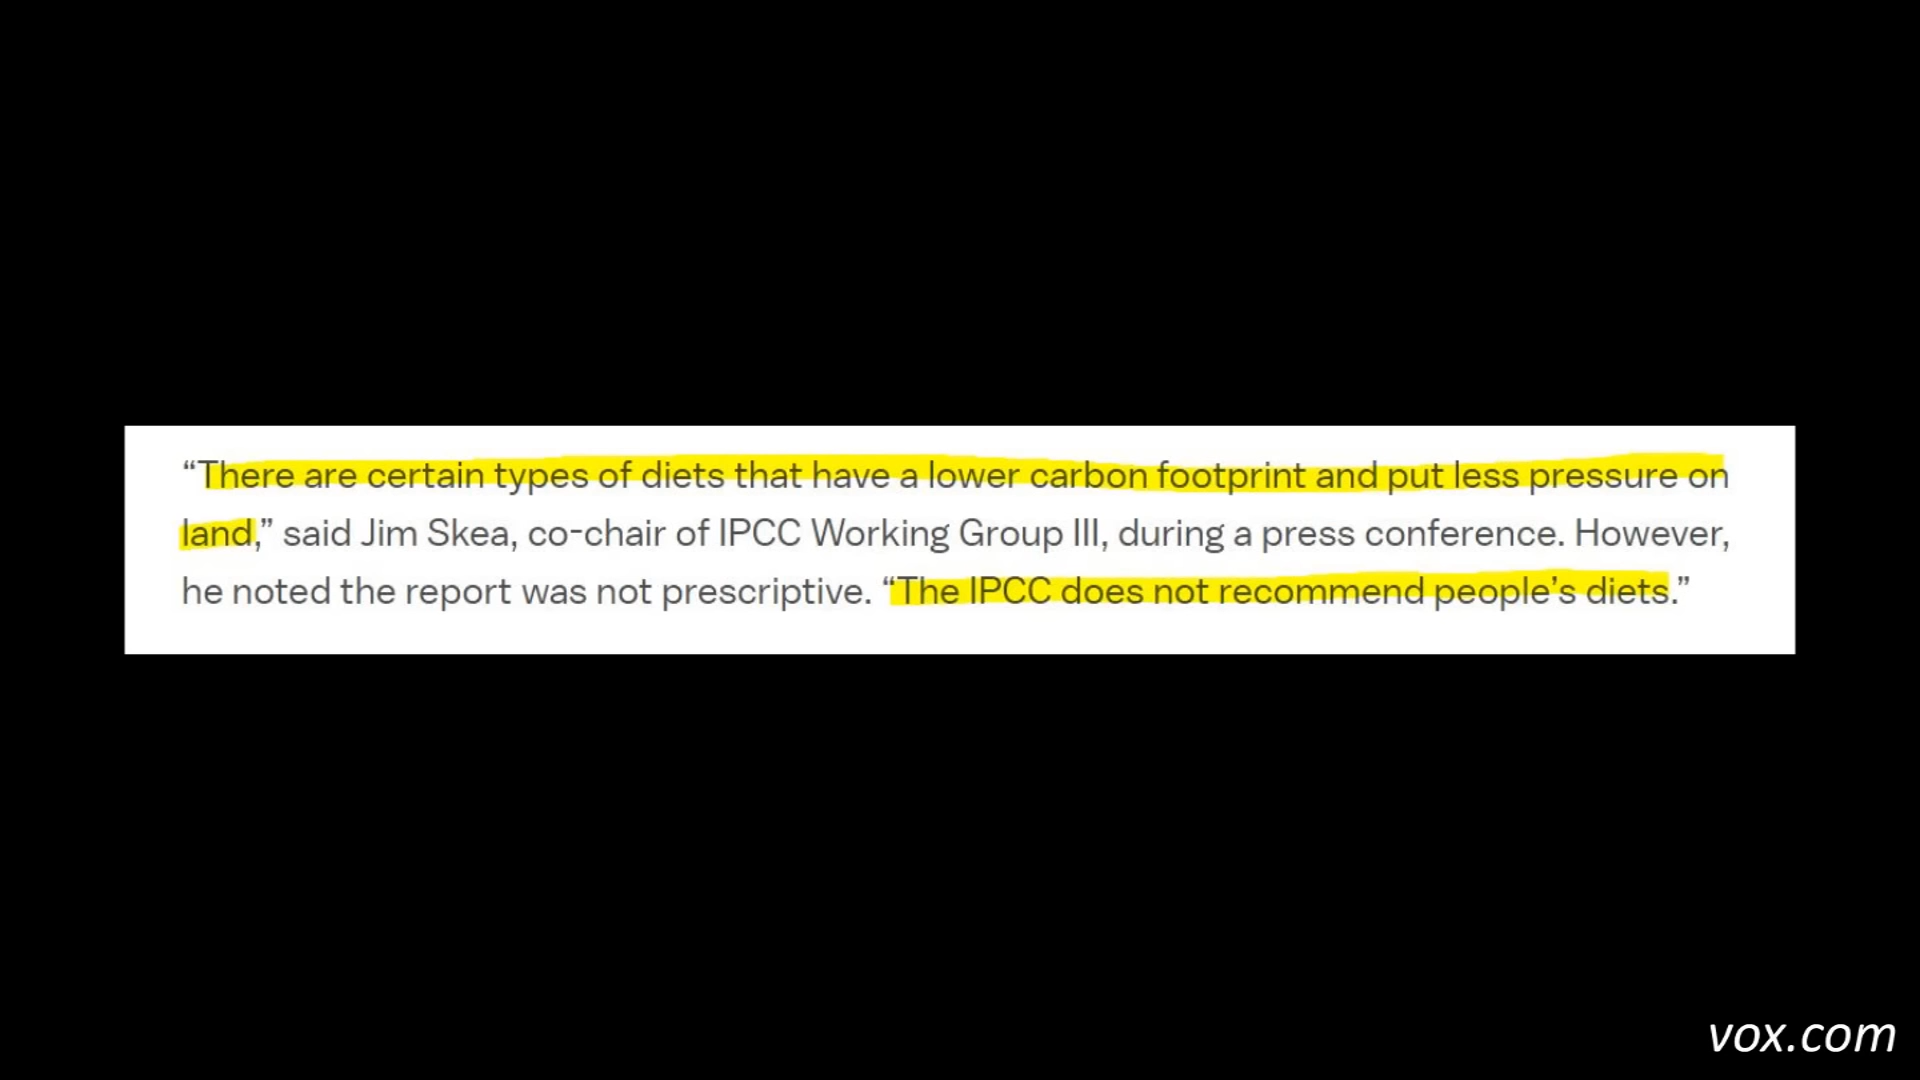 “There are certain types of diets that have a lower carbon footprint and put less pressure on
land,” said Jim Skea, co-chair of IPCC Working Group III, during a press conference. However,
he noted the report was not prescriptive. “The IPCC does not recommend people’s diets.”
vox.com